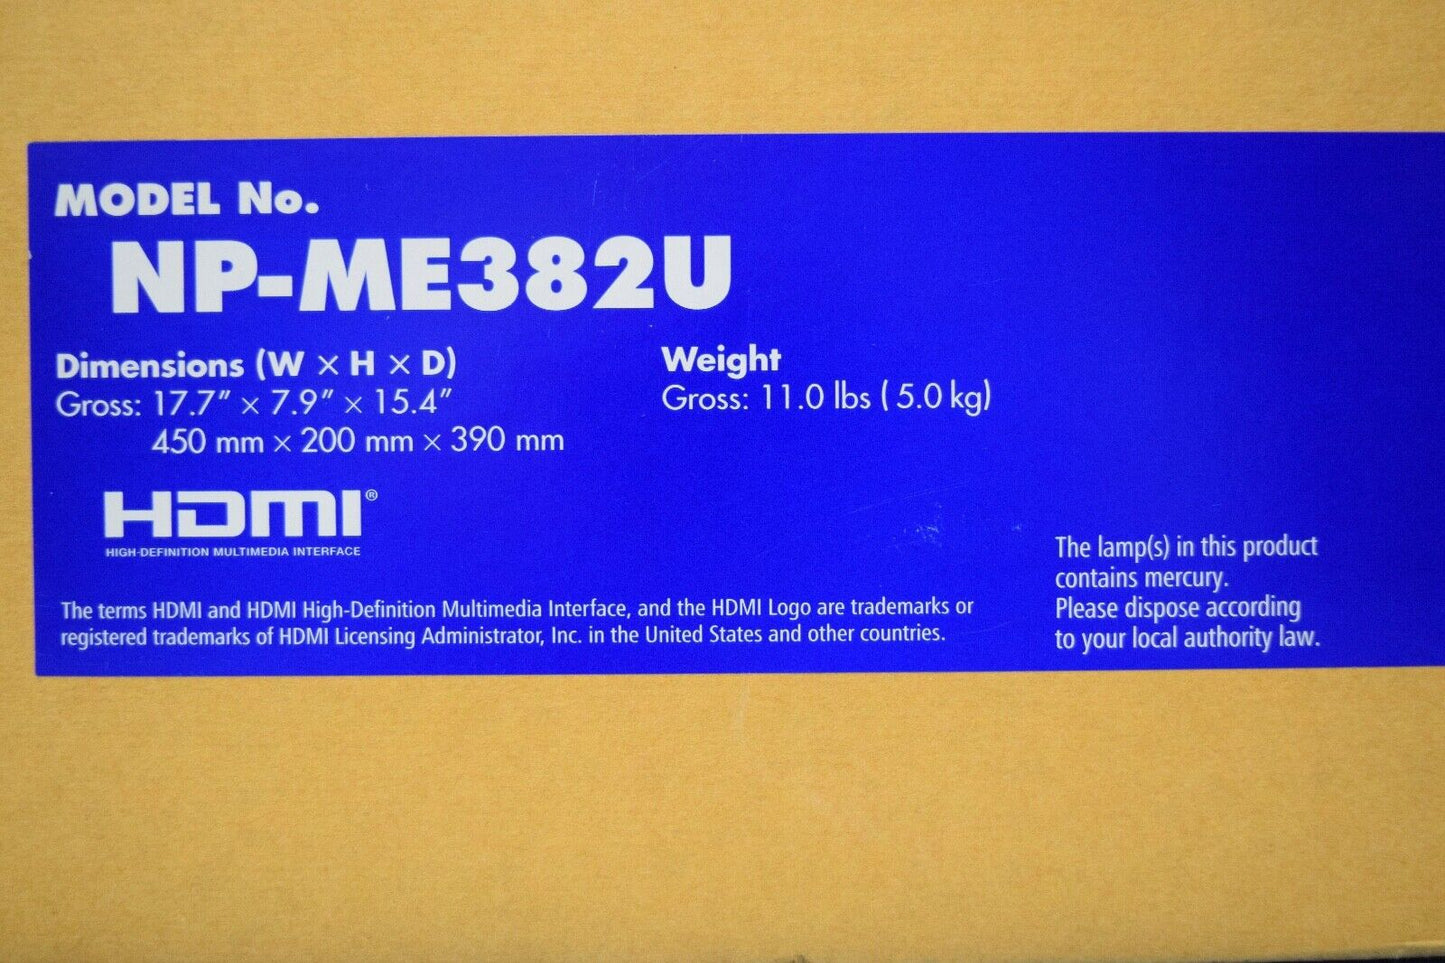 MODEL No.
NP-ME382U
Dimensions (W × H × D)
Gross: 17.7″ × 7.9″ × 15.4″
450 mm × 200 mm × 390 mm
Weight
Gross: 11.0 lbs ( 5.0 kg)
HDMI®
HIGH-DEFINITION MULTIMEDIA INTERFACE
The terms HDMI and HDMI High-Definition Multimedia Interface, and the HDMI Logo are trademarks or
registered trademarks of HDMI Licensing Administrator, Inc. in the United States and other countries.
The lamp(s) in this product
contains mercury.
Please dispose according
to your local authority law.